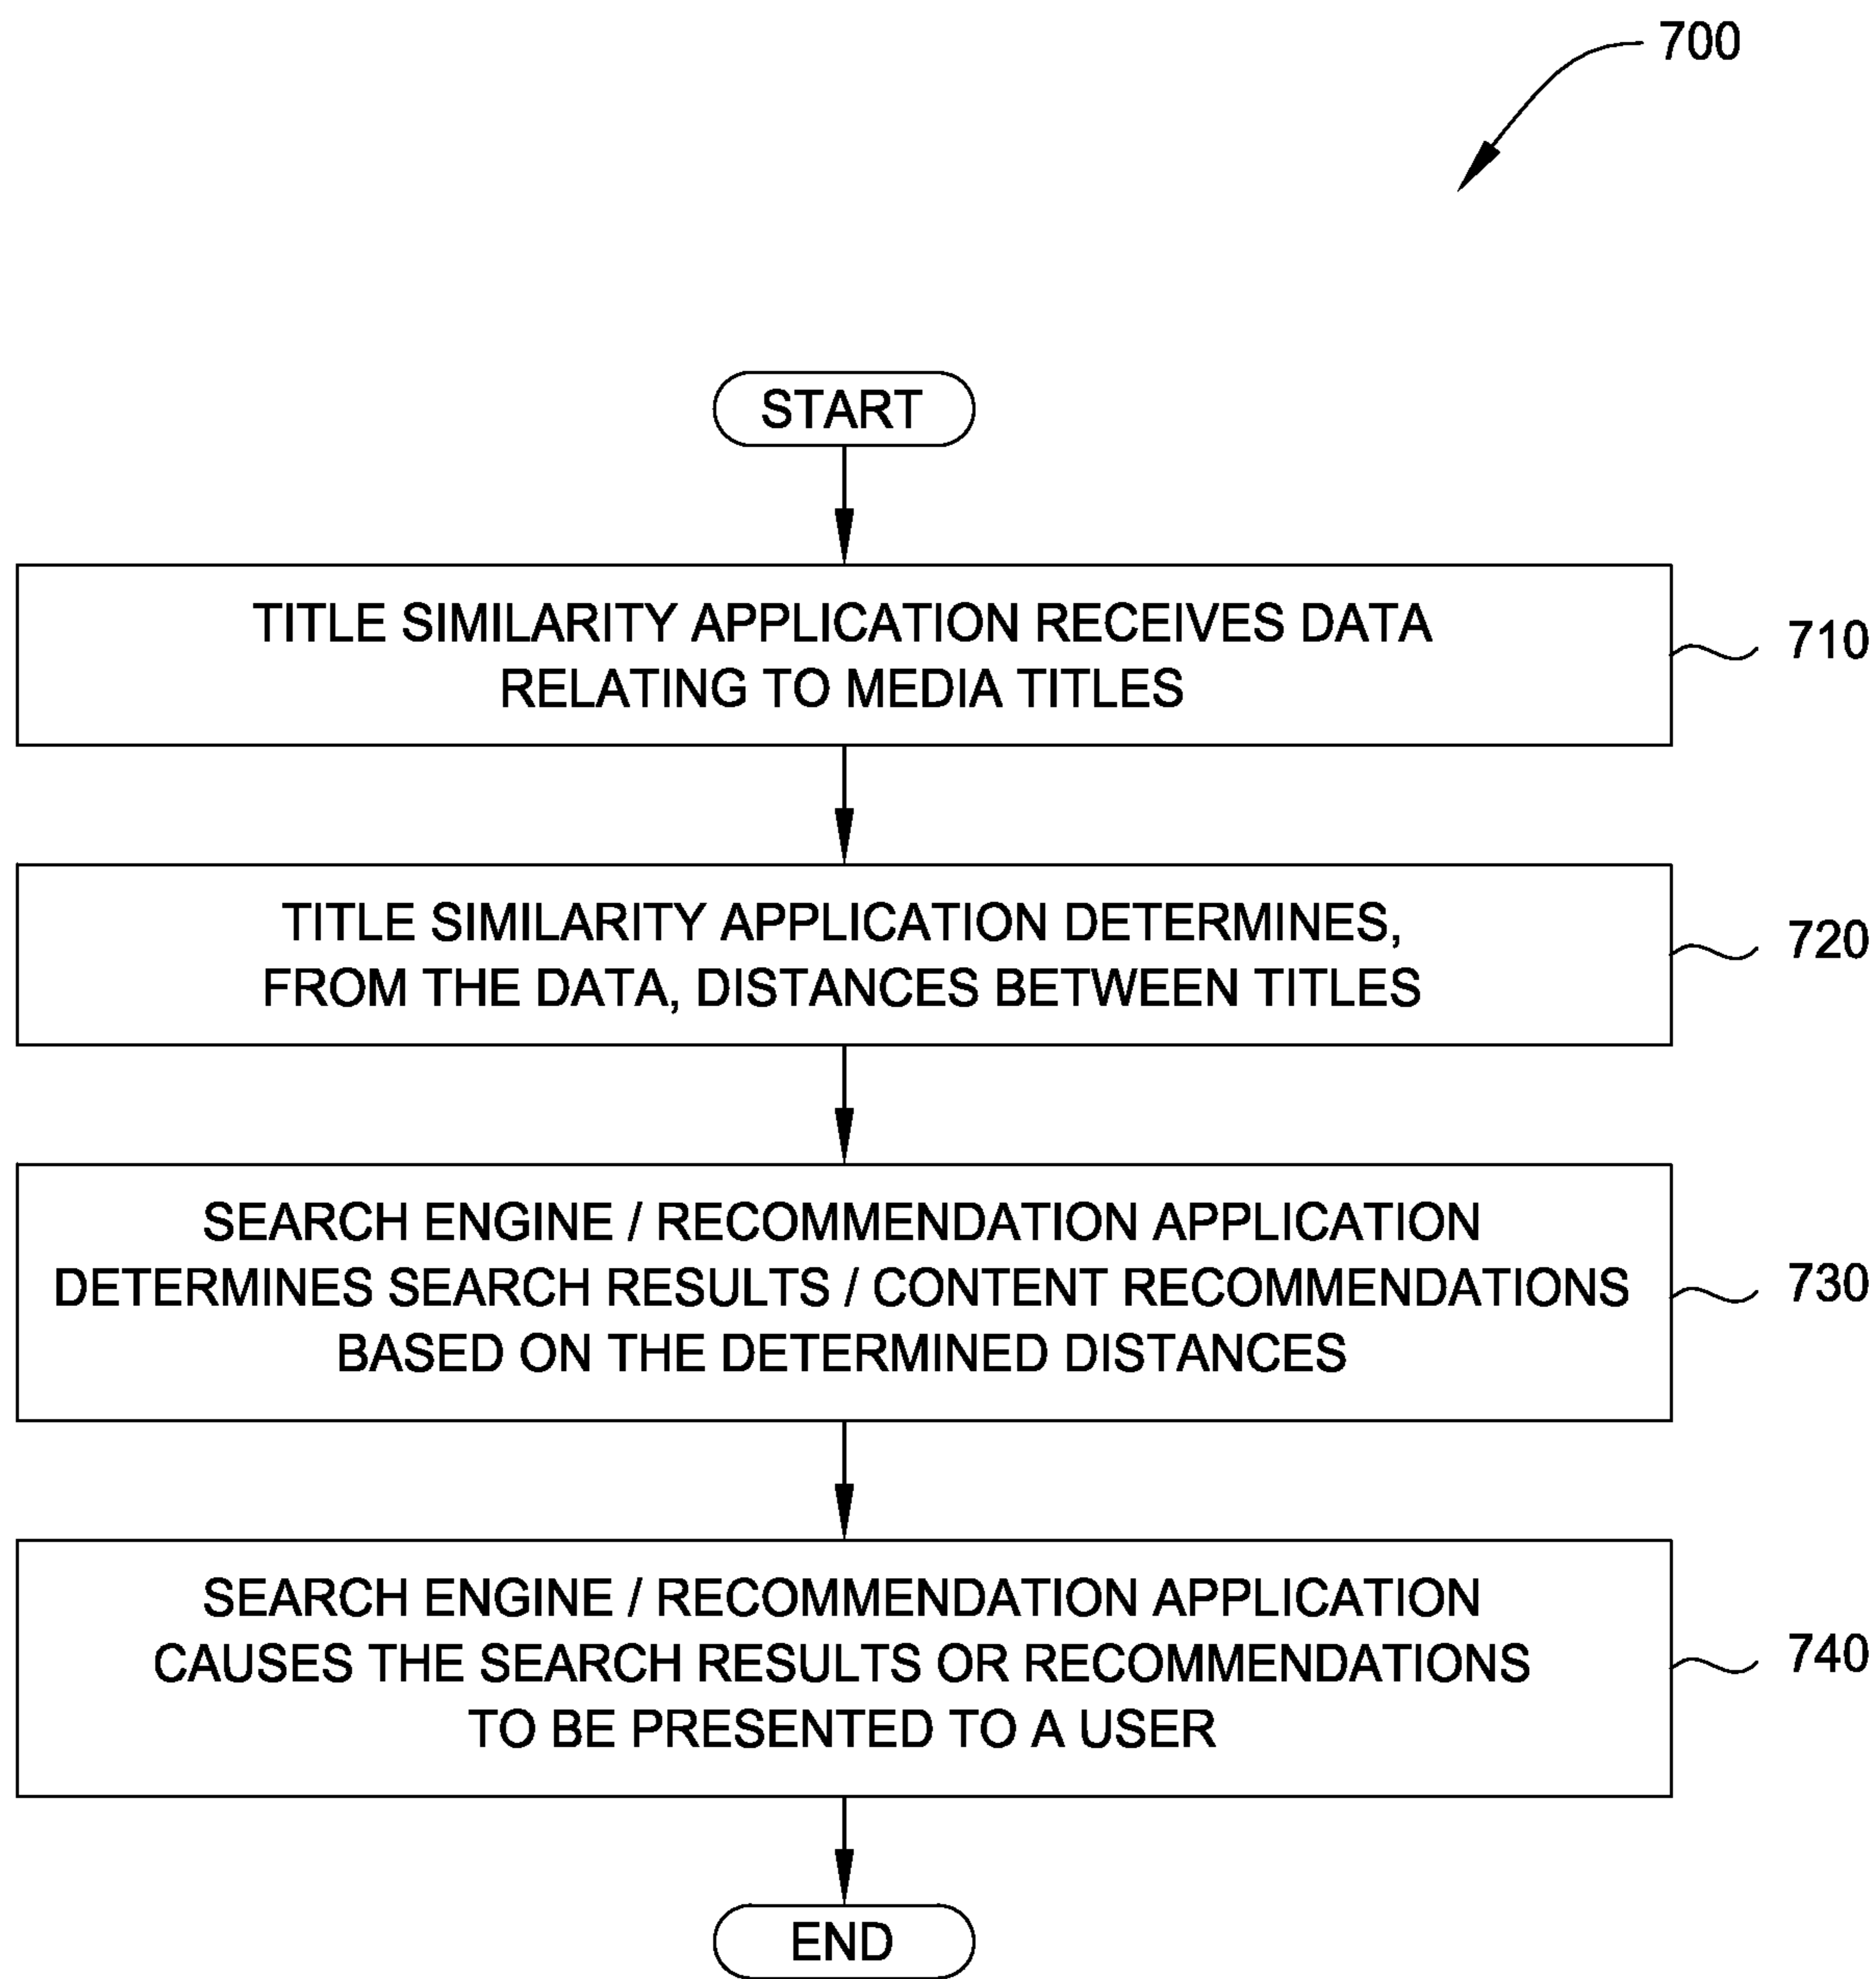 700
START
TITLE SIMILARITY APPLICATION RECEIVES DATA
RELATING TO MEDIA TITLES
710
TITLE SIMILARITY APPLICATION DETERMINES,
FROM THE DATA, DISTANCES BETWEEN TITLES
720
SEARCH ENGINE / RECOMMENDATION APPLICATION
DETERMINES SEARCH RESULTS / CONTENT RECOMMENDATIONS
BASED ON THE DETERMINED DISTANCES
730
SEARCH ENGINE / RECOMMENDATION APPLICATION
CAUSES THE SEARCH RESULTS OR RECOMMENDATIONS
TO BE PRESENTED TO A USER
740
END